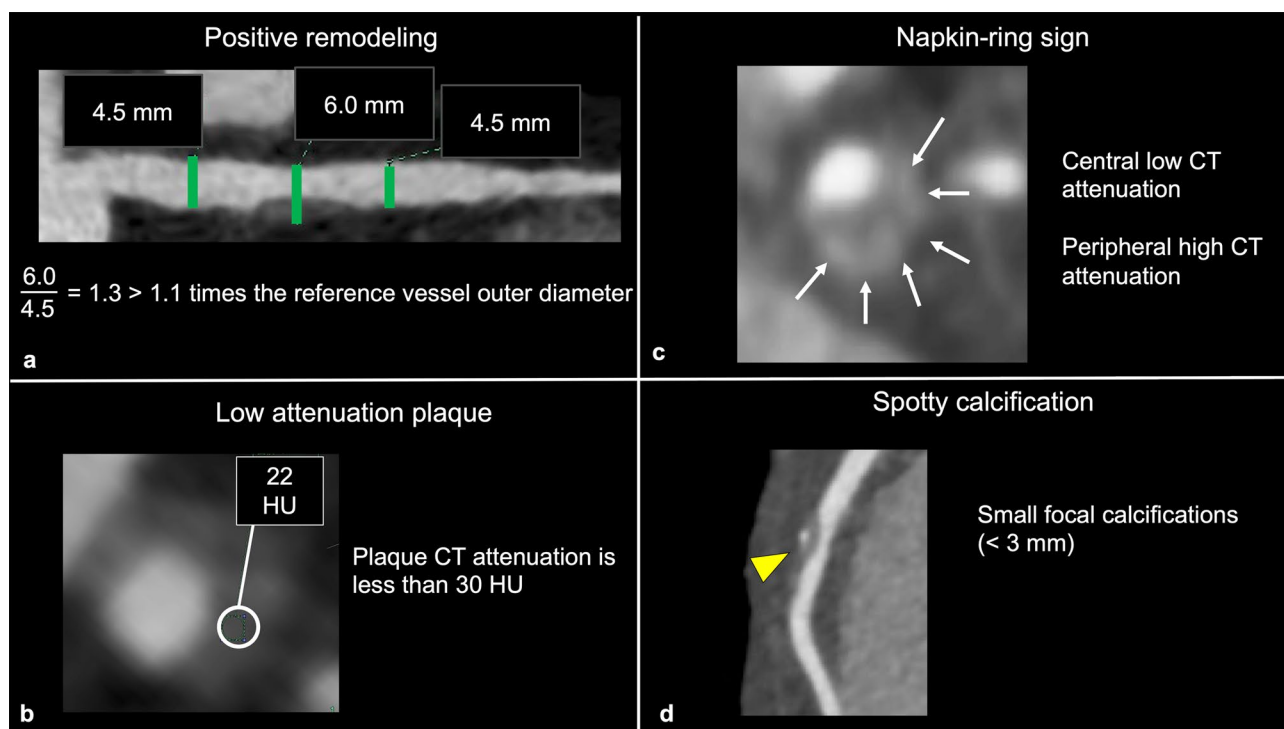 Positive remodeling
4.5 mm
6.0 mm
4.5 mm
6.0
4.5
= 1.3 > 1.1 times the reference vessel outer diameter
a
Napkin-ring sign
Central low CT
attenuation
Peripheral high CT
attenuation
c
Low attenuation plaque
22
HU
Plaque CT attenuation is
less than 30 HU
b
Spotty calcification
Small focal calcifications
(< 3 mm)
d